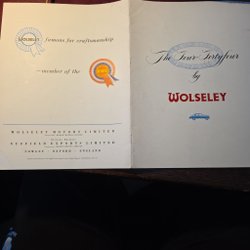 WOLSELEY
famous for craftsmanship
—member of the
WOLSELEY MOTORS LIMITED
NUFFIELD EXPORTS LIMITED
COWLEY · OXFORD · ENGLAND
The Four-Fortyfour
by
WOLSELEY